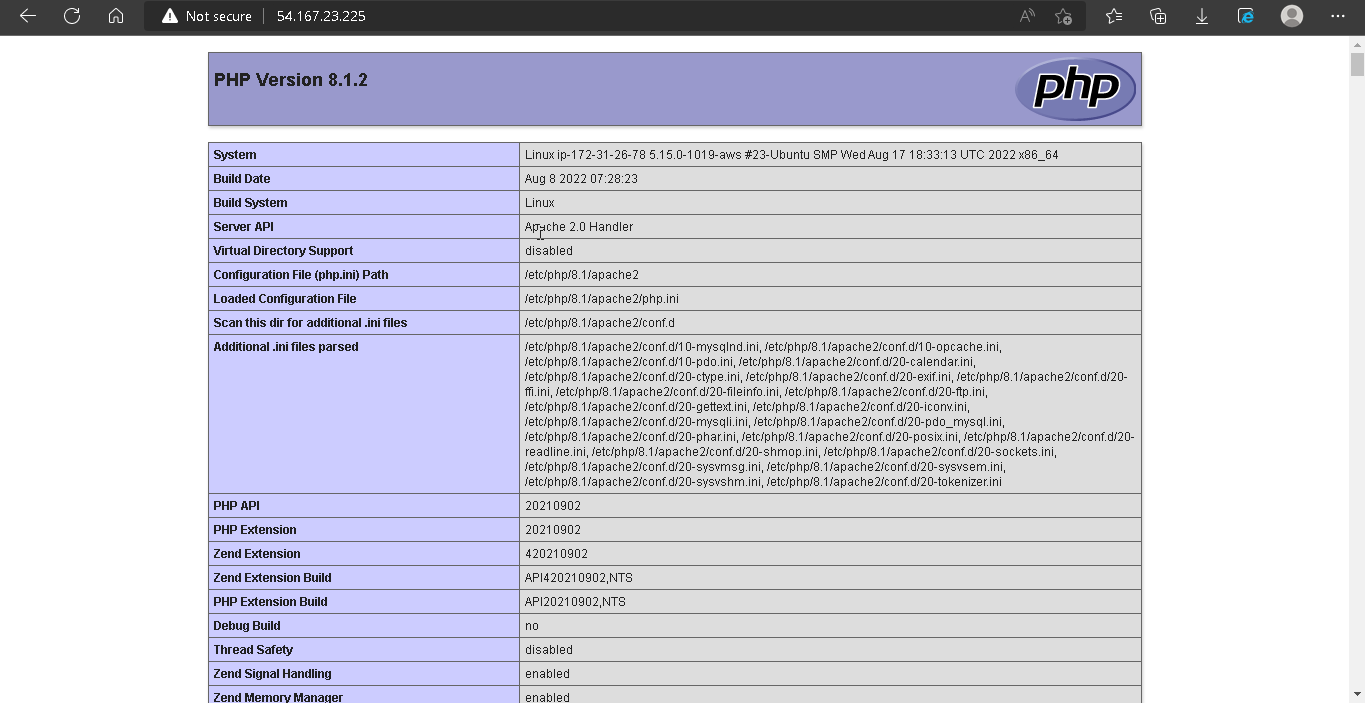 Not secure 54.167.23.225
PHP Version 8.1.2
php
System Linux ip-172-31-26-78 5.15.0-1019-aws #23-Ubuntu SMP Wed Aug 17 18:33:13 UTC 2022 x86_64
Build Date Aug 8 2022 07:28:23
Build System Linux
Server API Apache 2.0 Handler
Virtual Directory Support disabled
Configuration File (php.ini) Path /etc/php/8.1/apache2
Loaded Configuration File /etc/php/8.1/apache2/php.ini
Scan this dir for additional .ini files /etc/php/8.1/apache2/conf.d
Additional .ini files parsed /etc/php/8.1/apache2/conf.d/10-mysqlnd.ini, /etc/php/8.1/apache2/conf.d/10-opcache.ini,
/etc/php/8.1/apache2/conf.d/10-pdo.ini, /etc/php/8.1/apache2/conf.d/20-calendar.ini,
/etc/php/8.1/apache2/conf.d/20-ctype.ini, /etc/php/8.1/apache2/conf.d/20-exif.ini, /etc/php/8.1/apache2/conf.d/20-
ffi.ini, /etc/php/8.1/apache2/conf.d/20-fileinfo.ini, /etc/php/8.1/apache2/conf.d/20-ftp.ini,
/etc/php/8.1/apache2/conf.d/20-gettext.ini, /etc/php/8.1/apache2/conf.d/20-iconv.ini,
/etc/php/8.1/apache2/conf.d/20-mysqli.ini, /etc/php/8.1/apache2/conf.d/20-pdo_mysql.ini,
/etc/php/8.1/apache2/conf.d/20-phar.ini, /etc/php/8.1/apache2/conf.d/20-posix.ini, /etc/php/8.1/apache2/conf.d/20-
readline.ini, /etc/php/8.1/apache2/conf.d/20-shmop.ini, /etc/php/8.1/apache2/conf.d/20-sockets.ini,
/etc/php/8.1/apache2/conf.d/20-sysvmsg.ini, /etc/php/8.1/apache2/conf.d/20-sysvsem.ini,
/etc/php/8.1/apache2/conf.d/20-sysvshm.ini, /etc/php/8.1/apache2/conf.d/20-tokenizer.ini
PHP API 20210902
PHP Extension 20210902
Zend Extension 420210902
Zend Extension Build API420210902,NTS
PHP Extension Build API20210902,NTS
Debug Build no
Thread Safety disabled
Zend Signal Handling enabled
Zend Memory Manager enabled